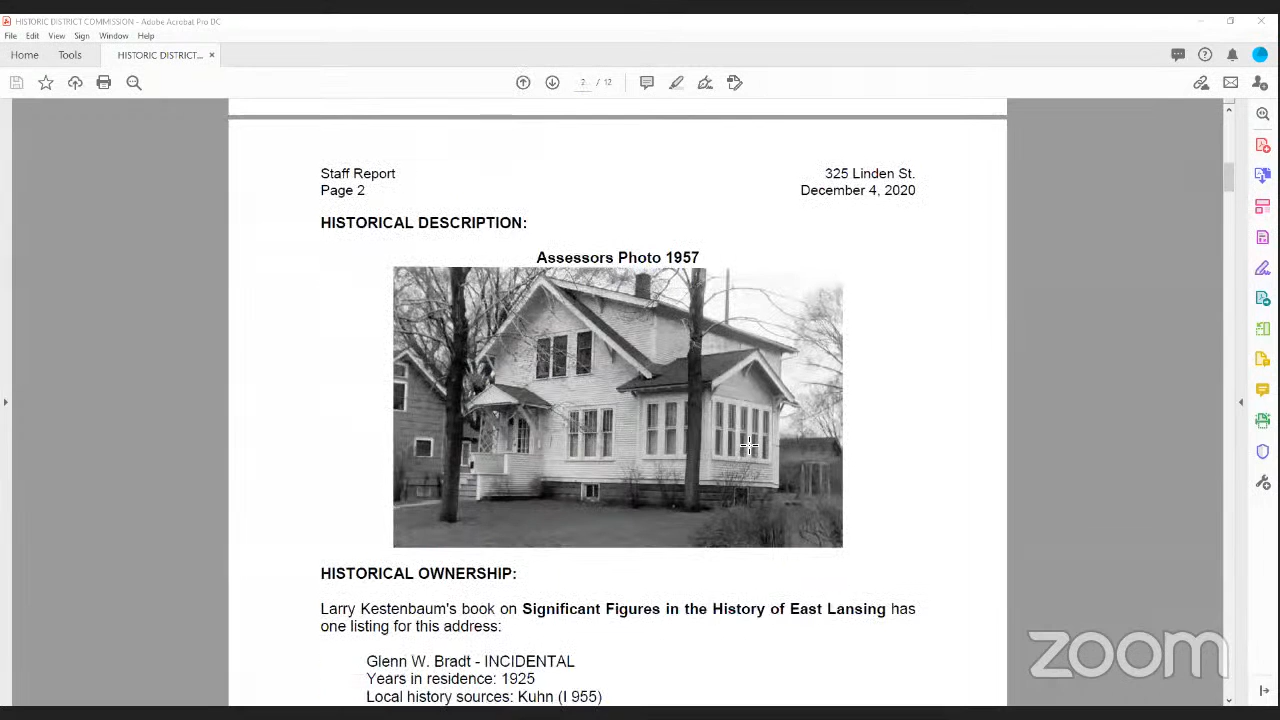 HISTORIC DISTRICT COMMISSION - Adobe Acrobat Pro DC
File Edit View Sign Window Help
Home Tools HISTORIC DISTRICT... ×
2 / 12
Staff Report 325 Linden St.
Page 2 December 4, 2020
HISTORICAL DESCRIPTION:
Assessors Photo 1957
HISTORICAL OWNERSHIP:
Larry Kestenbaum's book on Significant Figures in the History of East Lansing has
one listing for this address:
Glenn W. Bradt - INCIDENTAL
Years in residence: 1925
Local history sources: Kuhn (I 955)
zoom